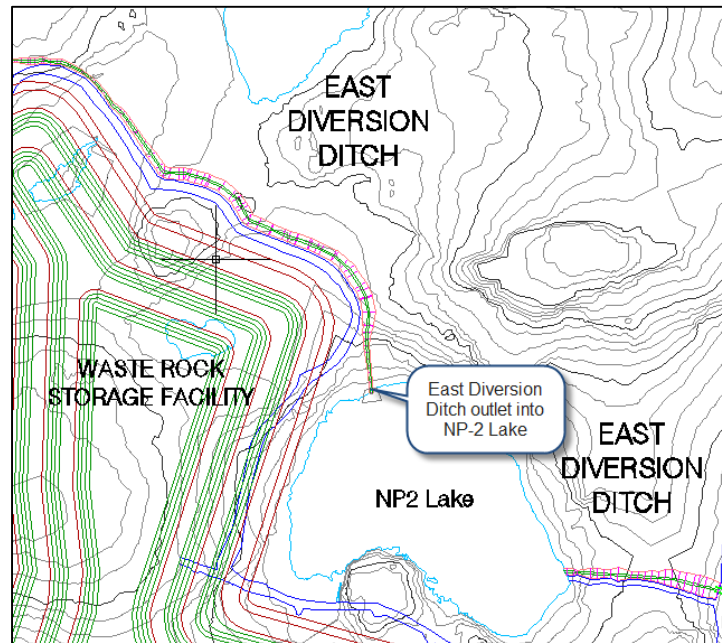 EAST
DIVERSION
DITCH
WASTE ROCK
STORAGE FACILITY
East Diversion
Ditch outlet into
NP-2 Lake
EAST
DIVERSION
DITCH
NP2 Lake